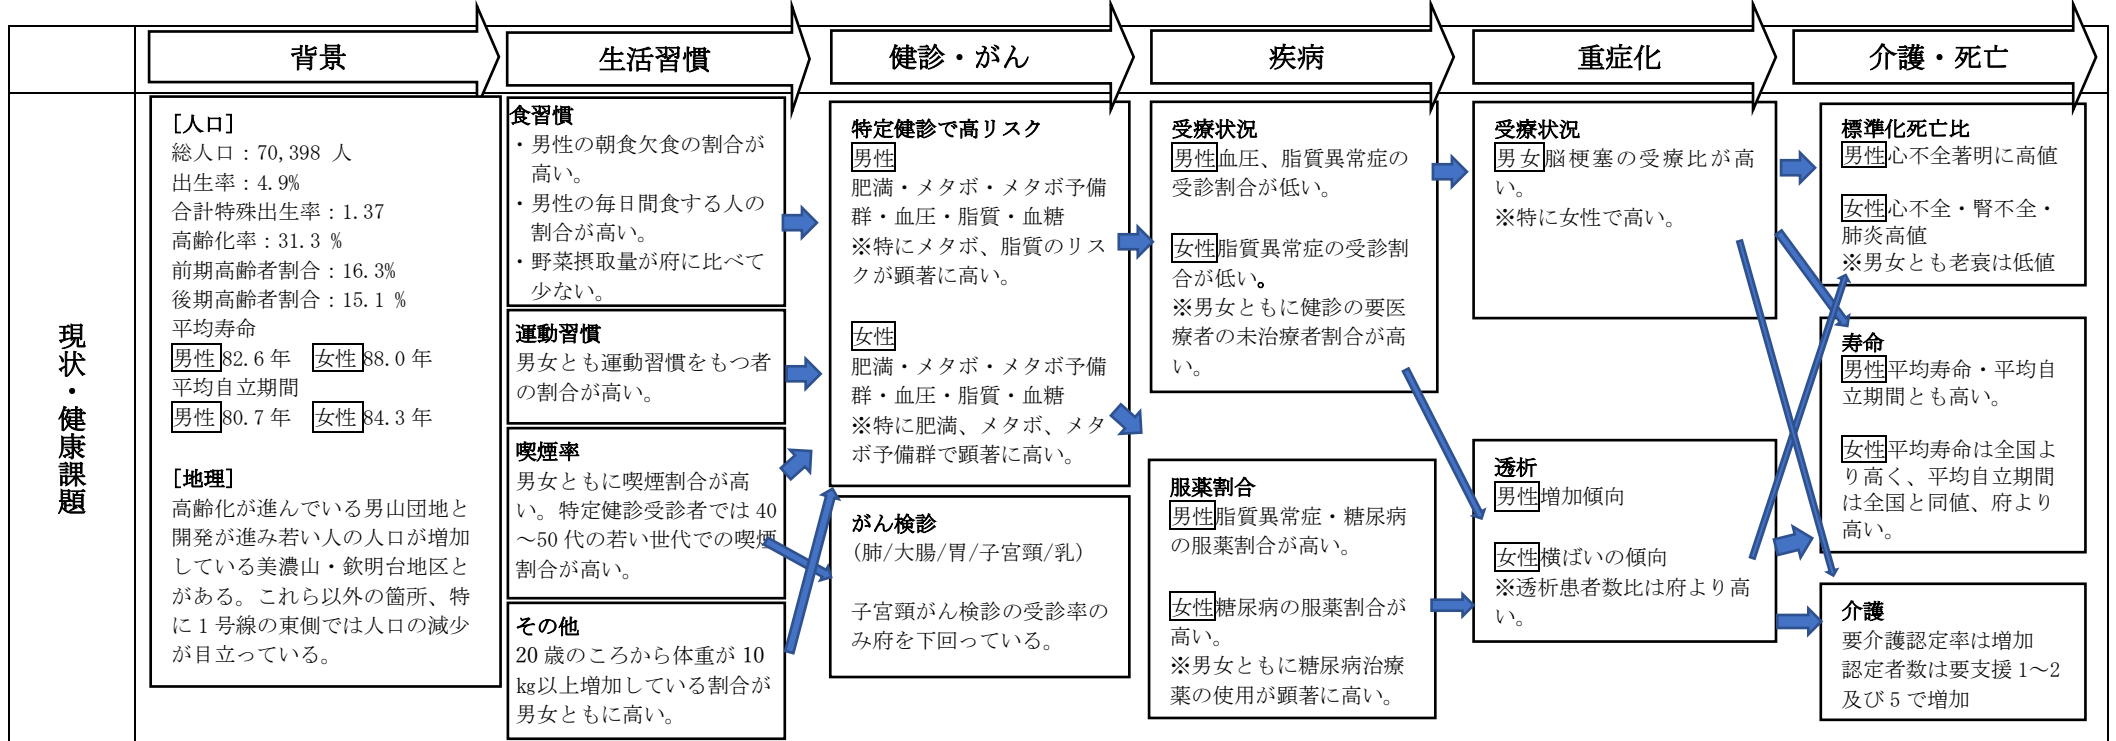 背景
生活習慣
健診・がん
疾病
重症化
介護・死亡
現状・健康課題
[人口]
総人口：70,398 人
出生率：4.9%
合計特殊出生率：1.37
高齢化率：31.3 %
前期高齢者割合：16.3%
後期高齢者割合：15.1 %
平均寿命
男性 82.6 年 女性 88.0 年
平均自立期間
男性 80.7 年 女性 84.3 年
[地理]
高齢化が進んでいる男山団地と
開発が進み若い人の人口が増加
している美濃山・欽明台地区と
がある。これら以外の箇所、特
に 1 号線の東側では人口の減少
が目立っている。
食習慣
・男性の朝食欠食の割合が
高い。
・男性の毎日間食する人の
割合が高い。
・野菜摂取量が府に比べて
少ない。
運動習慣
男女とも運動習慣をもつ者
の割合が高い。
喫煙率
男女ともに喫煙割合が高
い。特定健診受診者では 40
～50 代の若い世代での喫煙
割合が高い。
その他
20 歳のころから体重が 10
㎏以上増加している割合が
男女ともに高い。
特定健診で高リスク
男性
肥満・メタボ・メタボ予備
群・血圧・脂質・血糖
※特にメタボ、脂質のリス
クが顕著に高い。
女性
肥満・メタボ・メタボ予備
群・血圧・脂質・血糖
※特に肥満、メタボ、メタ
ボ予備群で顕著に高い。
がん検診
(肺/大腸/胃/子宮頸/乳)
子宮頸がん検診の受診率の
み府を下回っている。
受療状況
男性血圧、脂質異常症の
受診割合が低い。
女性脂質異常症の受診割
合が低い。
※男女ともに健診の要医
療者の未治療者割合が高
い。
服薬割合
男性脂質異常症・糖尿病
の服薬割合が高い。
女性糖尿病の服薬割合が
高い。
※男女ともに糖尿病治療
薬の使用が顕著に高い。
受療状況
男女脳梗塞の受療比が高
い。
※特に女性で高い。
透析
男性増加傾向
女性横ばいの傾向
※透析患者数比は府より高
い。
標準化死亡比
男性心不全著明に高値
女性心不全・腎不全・
肺炎高値
※男女とも老衰は低値
寿命
男性平均寿命・平均自
立期間とも高い。
女性平均寿命は全国よ
り高く、平均自立期間
は全国と同値、府より
高い。
介護
要介護認定率は増加
認定者数は要支援 1～2
及び 5 で増加